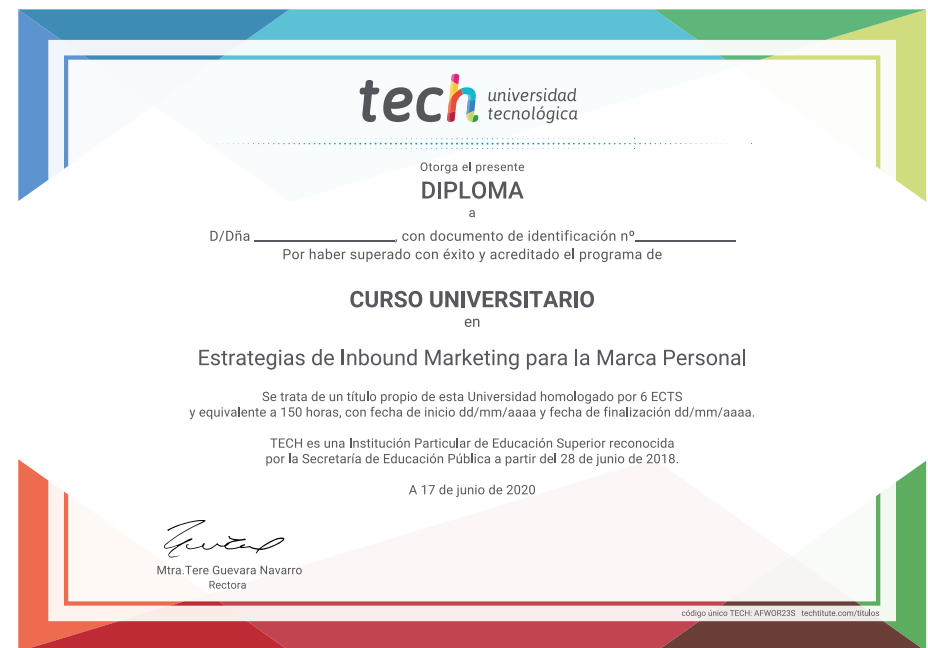 tech universidad
tecnológica
Otorga el presente
DIPLOMA
a
D/Dña ____________, con documento de identificación nº____________
Por haber superado con éxito y acreditado el programa de
CURSO UNIVERSITARIO
en
Estrategias de Inbound Marketing para la Marca Personal
Se trata de un título propio de esta Universidad homologado por 6 ECTS
y equivalente a 150 horas, con fecha de inicio dd/mm/aaaa y fecha de finalización dd/mm/aaaa.
TECH es una Institución Particular de Educación Superior reconocida
por la Secretaría de Educación Pública a partir del 28 de junio de 2018.
A 17 de junio de 2020
Mtra.Tere Guevara Navarro
Rectora
código único TECH: AFWOR23S techtitute.com/titulos